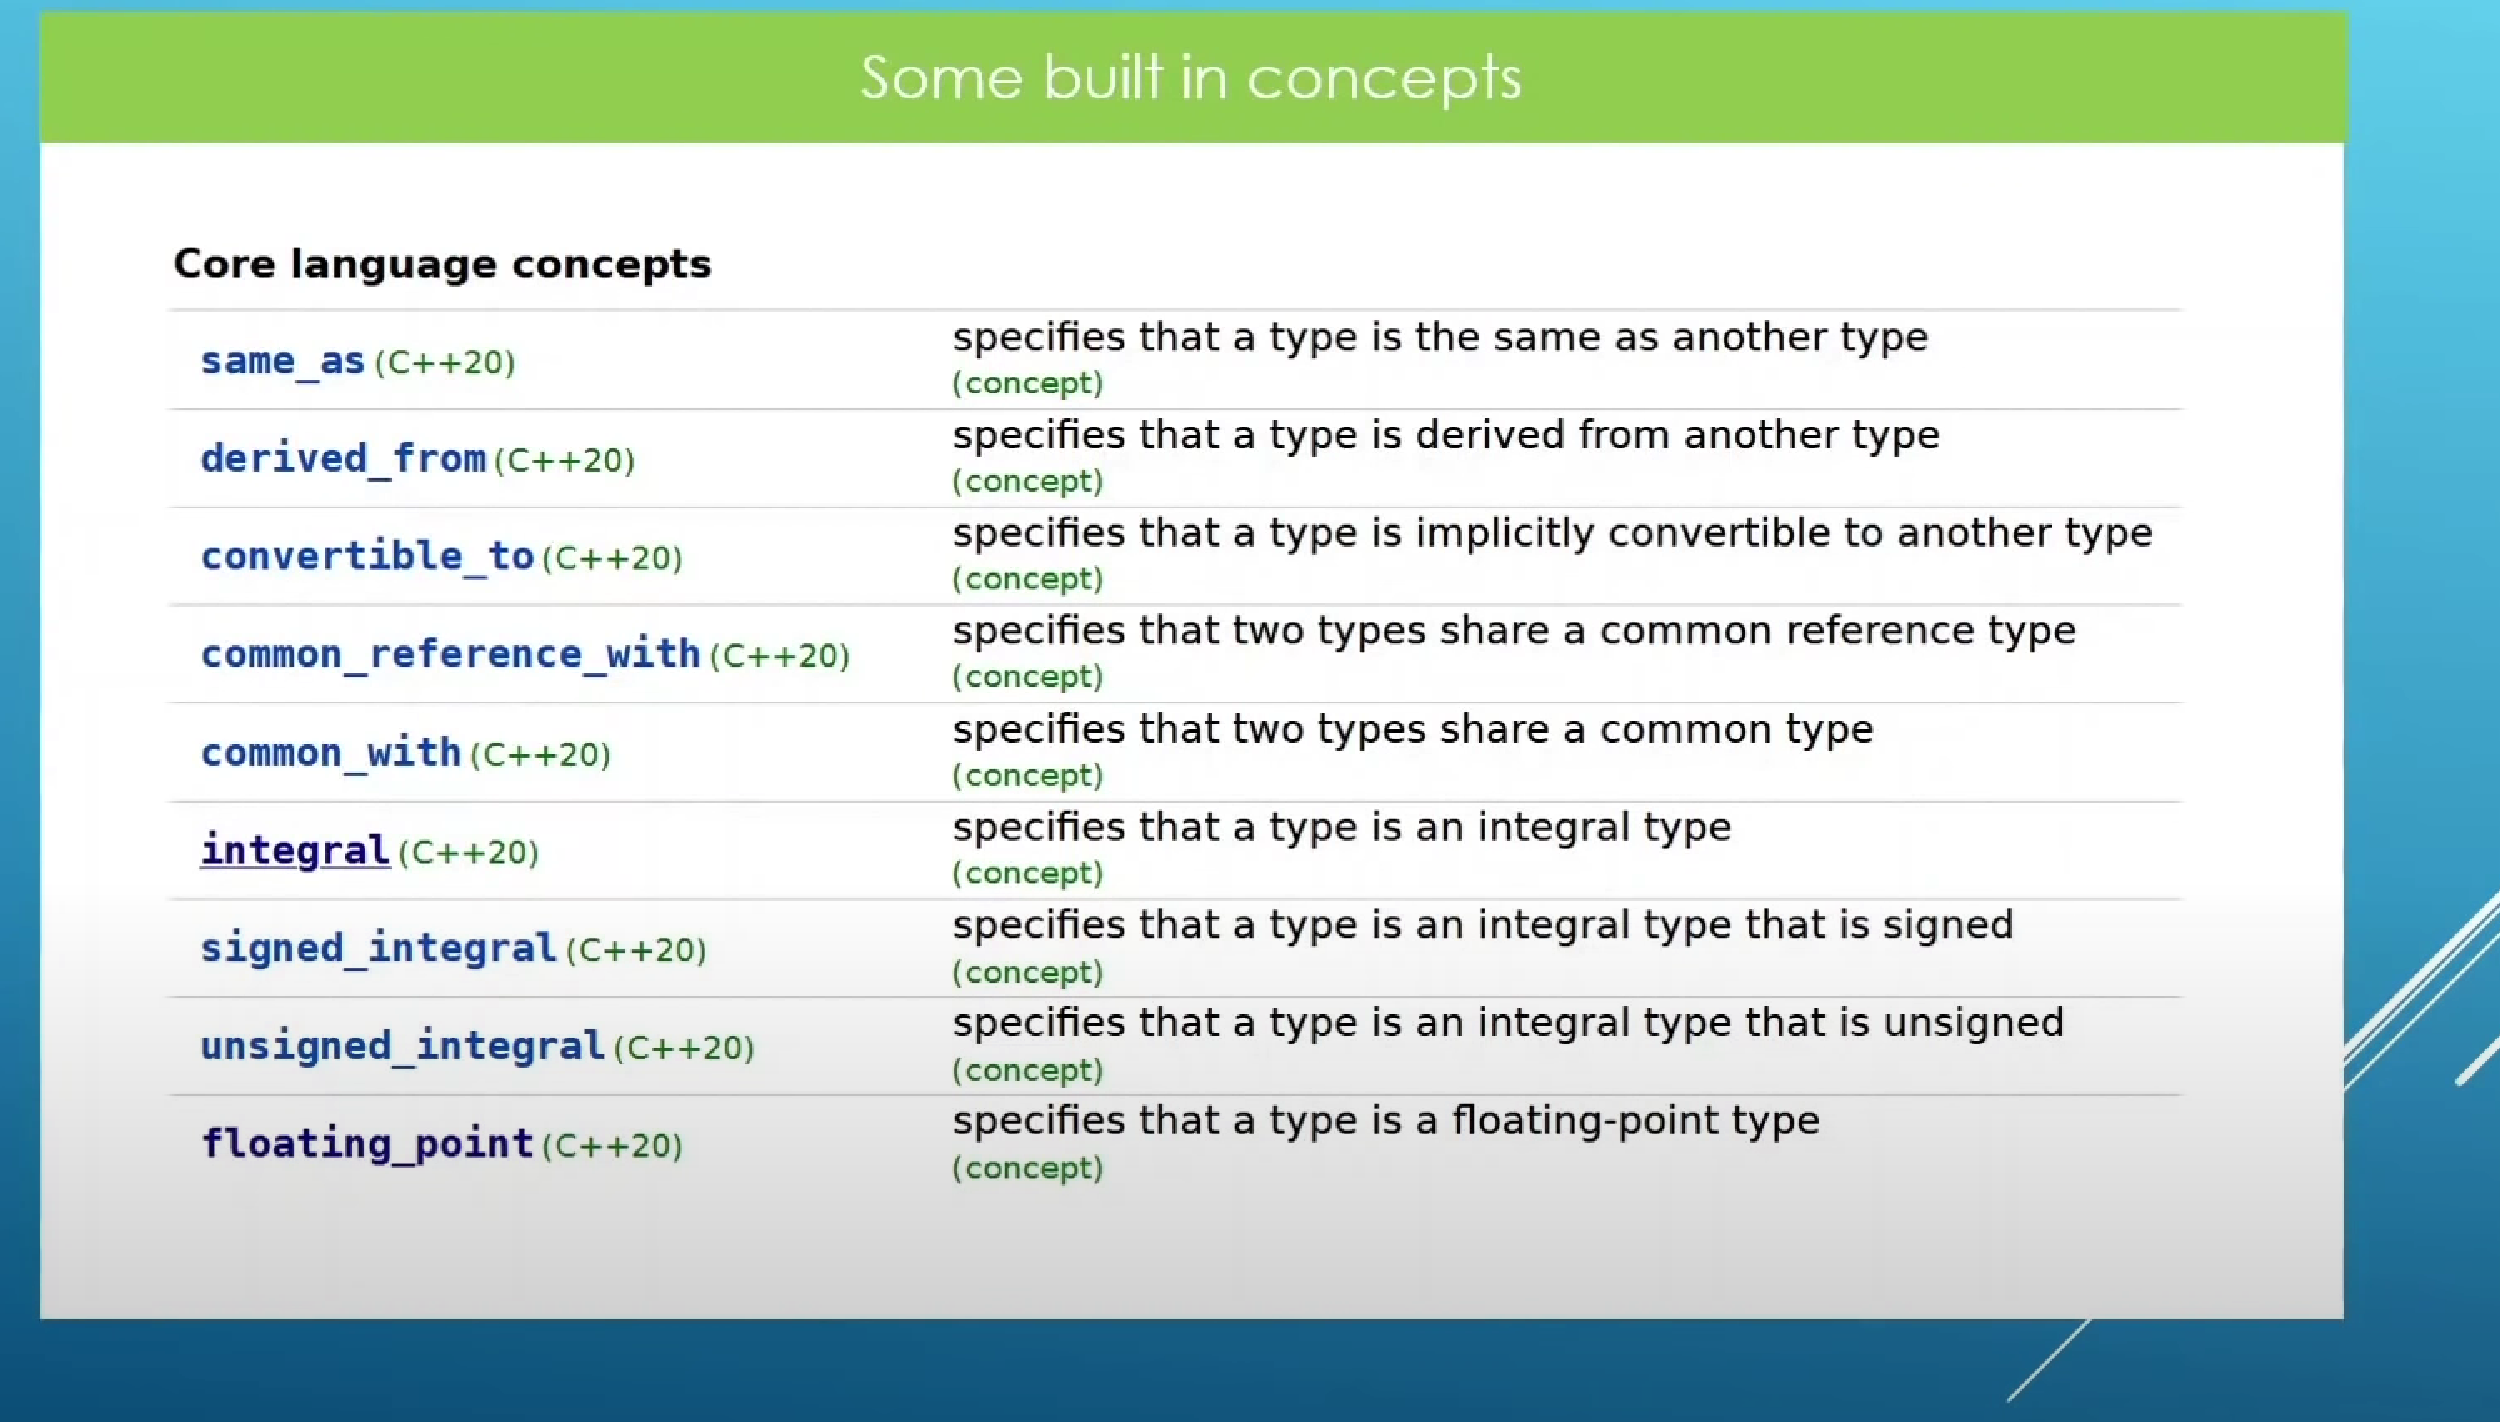 Some built in concepts
Core language concepts
same_as (C++20)
specifies that a type is the same as another type
(concept)
derived_from (C++20)
specifies that a type is derived from another type
(concept)
convertible_to (C++20)
specifies that a type is implicitly convertible to another type
(concept)
common_reference_with (C++20)
specifies that two types share a common reference type
(concept)
common_with (C++20)
specifies that two types share a common type
(concept)
integral (C++20)
specifies that a type is an integral type
(concept)
signed_integral (C++20)
specifies that a type is an integral type that is signed
(concept)
unsigned_integral (C++20)
specifies that a type is an integral type that is unsigned
(concept)
floating_point (C++20)
specifies that a type is a floating-point type
(concept)